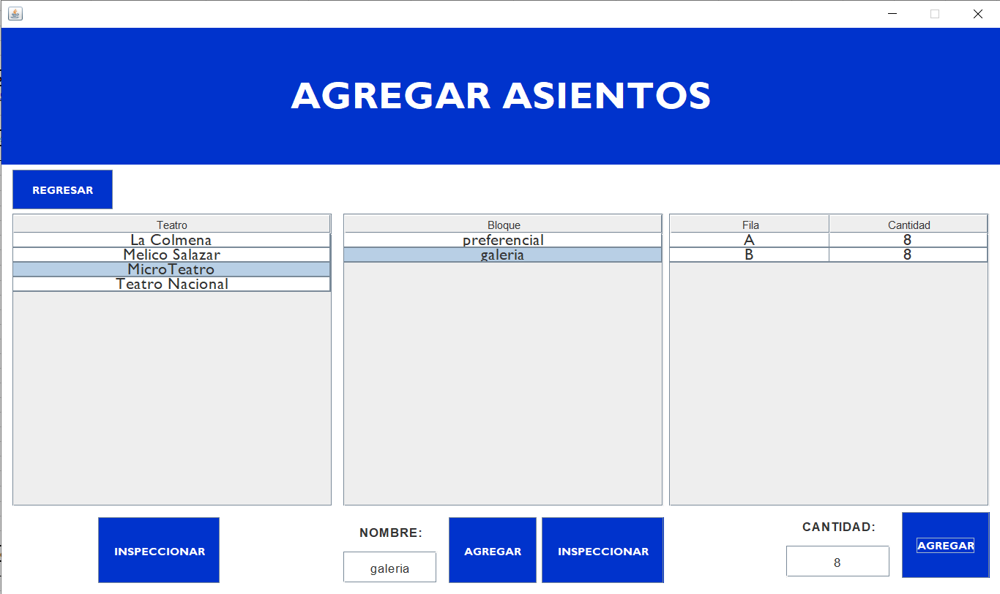 AGREGAR ASIENTOS
REGRESAR
Teatro
La Colmena
Melico Salazar
MicroTeatro
Teatro Nacional
INSPECCIONAR
Bloque
preferencial
galeria
NOMBRE:
galeria
AGREGAR
INSPECCIONAR
Fila Cantidad
A 8
B 8
CANTIDAD:
8
AGREGAR